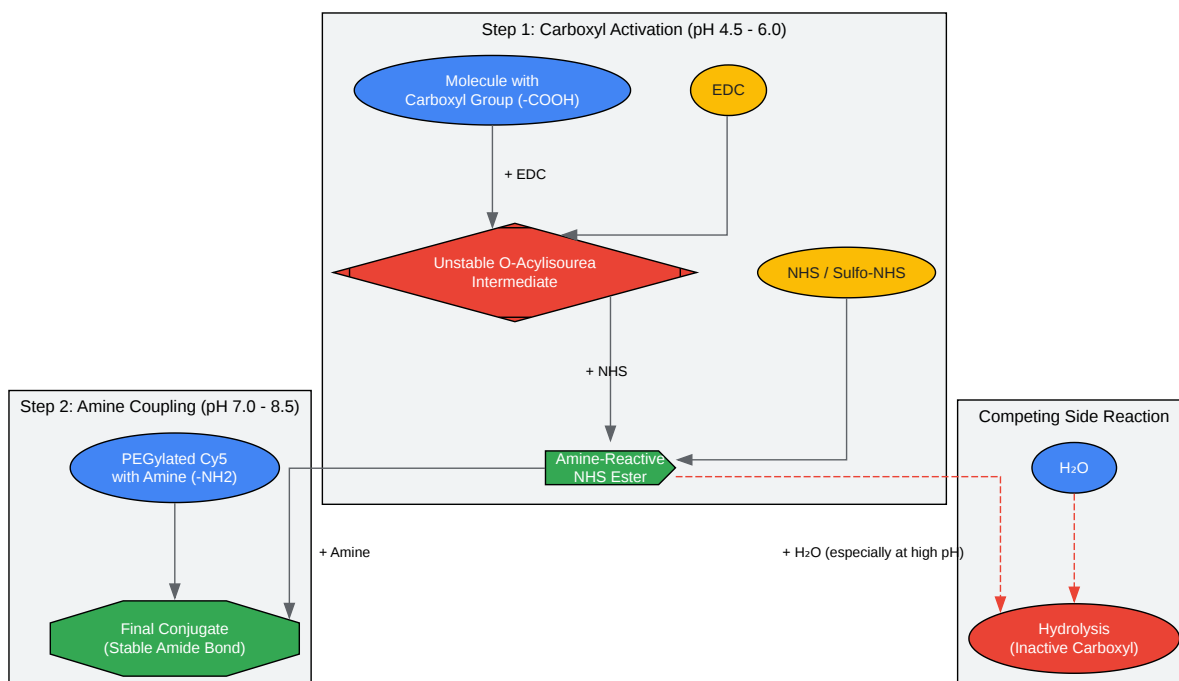 Step 1: Carboxyl Activation (pH 4.5 - 6.0)
Molecule with
Carboxyl Group (-COOH)
EDC
+ EDC
Unstable O-Acylisourea
Intermediate
NHS / Sulfo-NHS
+ NHS
Amine-Reactive
NHS Ester
Step 2: Amine Coupling (pH 7.0 - 8.5)
PEGylated Cy5
with Amine (-NH2)
+ Amine
Final Conjugate
(Stable Amide Bond)
Competing Side Reaction
H₂O
+ H₂O (especially at high pH)
Hydrolysis
(Inactive Carboxyl)